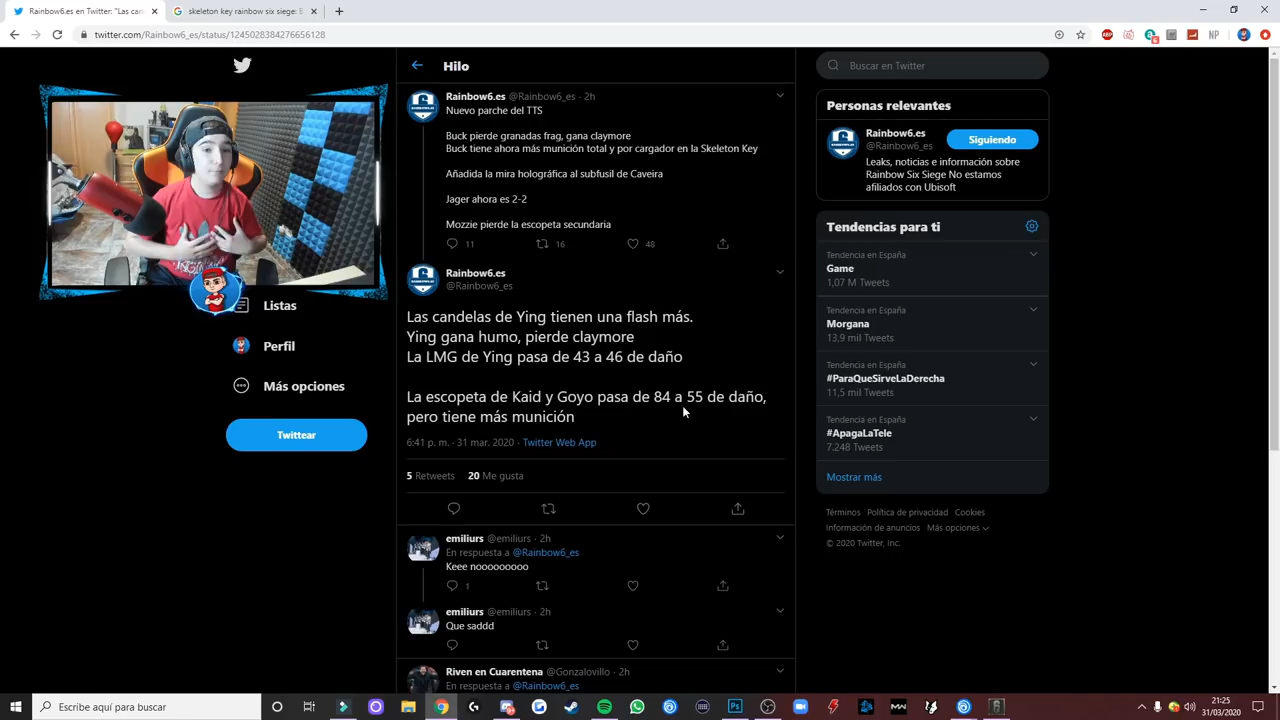 Rainbow6.es en Twitter: "Las can
skeleton key rainbow six siege: B
twitter.com/Rainbow6_es/status/1245028384276656128
Hilo
Buscar en Twitter
Rainbow6.es @Rainbow6_es · 2h
Nuevo parche del TTS
Buck pierde granadas frag, gana claymore
Buck tiene ahora más munición total y por cargador en la Skeleton Key
Añadida la mira holográfica al subfusil de Caveira
Jager ahora es 2-2
Mozzie pierde la escopeta secundaria
11 16 48
Rainbow6.es
@Rainbow6_es
Las candelas de Ying tienen una flash más.
Ying gana humo, pierde claymore
La LMG de Ying pasa de 43 a 46 de daño
La escopeta de Kaid y Goyo pasa de 84 a 55 de daño,
pero tiene más munición
6:41 p. m. · 31 mar. 2020 · Twitter Web App
5 Retweets 20 Me gusta
emiliurs @emiliurs · 2h
En respuesta a @Rainbow6_es
Keee nooooooooo
1
emiliurs @emiliurs · 2h
Que saddd
Riven en Cuarentena @Gonzalovillo · 2h
En respuesta a @Rainbow6_es
Listas
Perfil
Más opciones
Twittear
Personas relevantes
Rainbow6.es
@Rainbow6_es
Siguiendo
Leaks, noticias e información sobre
Rainbow Six Siege No estamos
afiliados con Ubisoft
Tendencias para ti
Tendencia en España
Game
1,07 M Tweets
Tendencia en España
Morgana
13,9 mil Tweets
Tendencia en España
#ParaQueSirveLaDerecha
11,5 mil Tweets
Tendencia en España
#ApagaLaTele
7.248 Tweets
Mostrar más
Términos Política de privacidad Cookies
Información de anuncios Más opciones
© 2020 Twitter, Inc.
Escribe aquí para buscar
21:25
31/03/2020